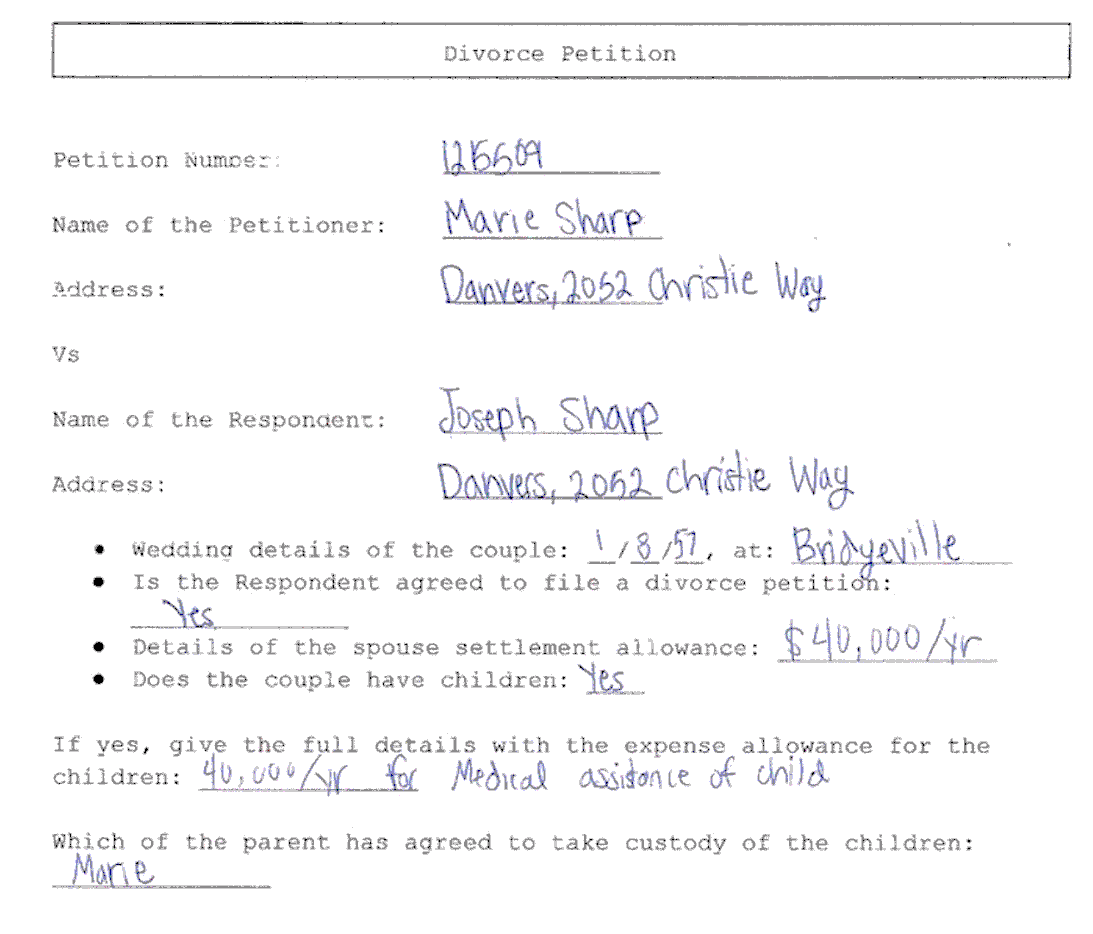 Divorce Petition
Petition Number: 125509
Name of the Petitioner: Marie Sharp
Address: Danvers, 2052 Christie Way
Vs
Name of the Respondent: Joseph Sharp
Address: Danvers, 2052 Christie Way
• Wedding details of the couple: 1/8/57, at: Bridgeville
• Is the Respondent agreed to file a divorce petition:
Yes
• Details of the spouse settlement allowance: $40,000/yr
• Does the couple have children: Yes
If yes, give the full details with the expense allowance for the
children: 40,000/yr for Medical assistance of child
Which of the parent has agreed to take custody of the children:
Marie